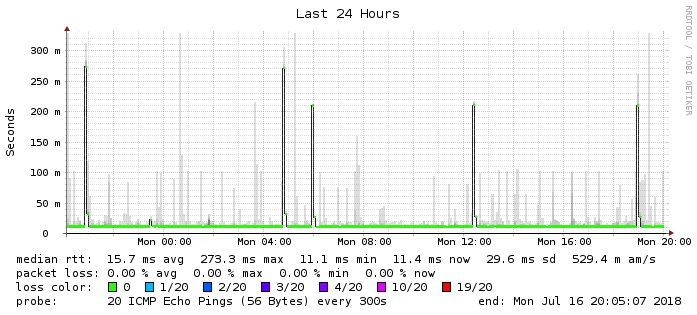 Last 24 Hours
RRDTOOL / TOBI OETIKER
Seconds
300 m
250 m
200 m
150 m
100 m
50 m
0
Mon 00:00 Mon 04:00 Mon 08:00 Mon 12:00 Mon 16:00 Mon 20:00
median rtt: 15.7 ms avg 273.3 ms max 11.1 ms min 11.4 ms now 29.6 ms sd 529.4 m am/s
packet loss: 0.00 % avg 0.00 % max 0.00 % min 0.00 % now
loss color: 0 1/20 2/20 3/20 4/20 10/20 19/20
probe: 20 ICMP Echo Pings (56 Bytes) every 300s end: Mon Jul 16 20:05:07 2018